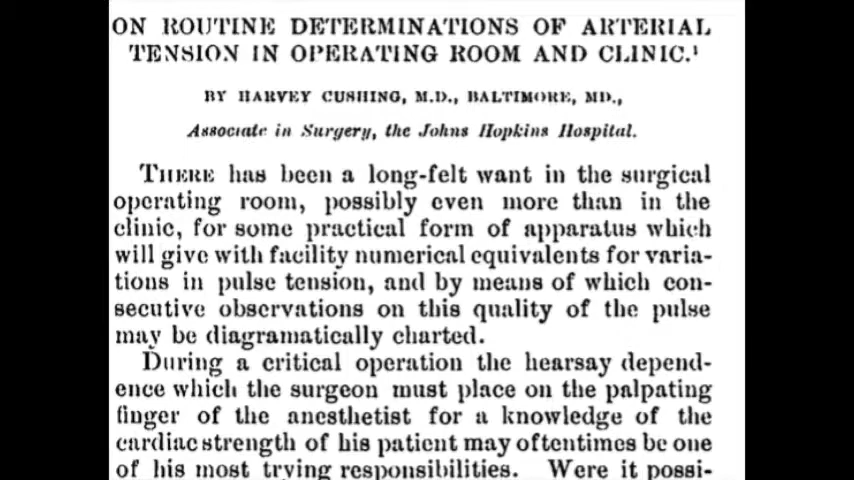 ON ROUTINE DETERMINATIONS OF ARTERIAL
TENSION IN OPERATING ROOM AND CLINIC.¹
BY HARVEY CUSHING, M.D., BALTIMORE, MD.,
Associate in Surgery, the Johns Hopkins Hospital.
THERE has been a long-felt want in the surgical
operating room, possibly even more than in the
clinic, for some practical form of apparatus which
will give with facility numerical equivalents for varia-
tions in pulse tension, and by means of which con-
secutive observations on this quality of the pulse
may be diagramatically charted.
During a critical operation the hearsay depend-
ence which the surgeon must place on the palpating
finger of the anesthetist for a knowledge of the
cardiac strength of his patient may oftentimes be one
of his most trying responsibilities. Were it possi-